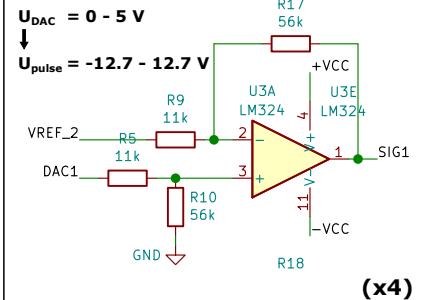 U_DAC = 0 - 5 V
U_pulse = -12.7 - 12.7 V
R17
56k
+VCC
U3A
LM324
U3E
LM324
4
V+
R9
11k
VREF_2
2
−
R5
11k
DAC1
3
+
1
SIG1
V−
11
R10
56k
-VCC
GND
R18
(x4)